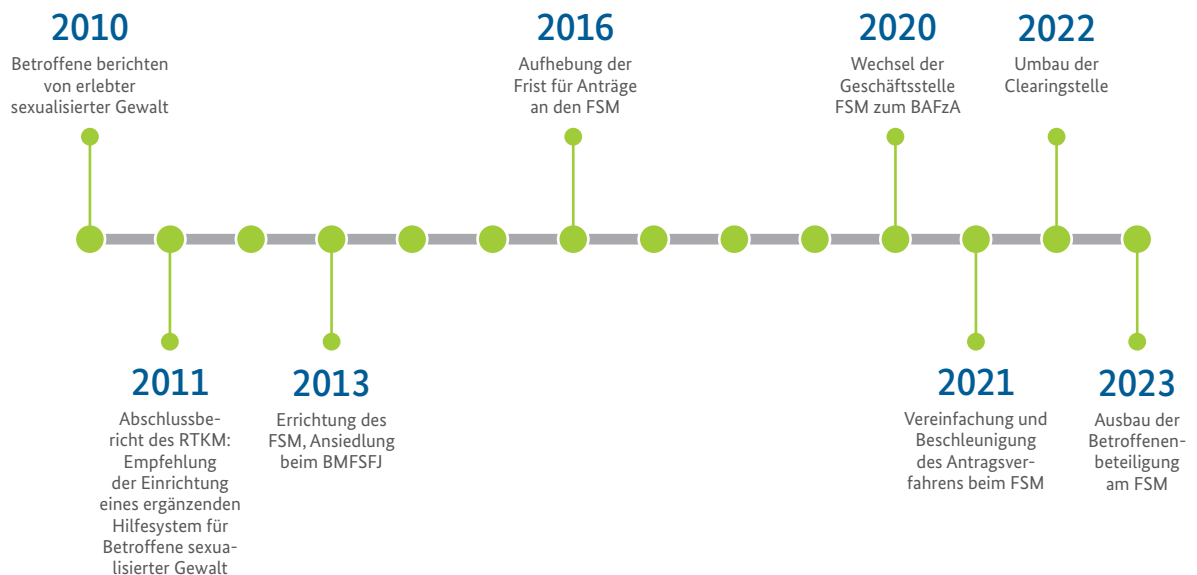 2010
Betroffene berichten
von erlebter
sexualisierter Gewalt
2016
Aufhebung der
Frist für Anträge
an den FSM
2020
Wechsel der
Geschäftsstelle
FSM zum BAFzA
2022
Umbau der
Clearingstelle
2011
Abschlussbe-
richt des RTKM:
Empfehlung
der Einrichtung
eines ergänzenden
Hilfesystem für
Betroffene sexua-
lisierter Gewalt
2013
Errichtung des
FSM, Ansiedlung
beim BMFSFJ
2021
Vereinfachung und
Beschleunigung
des Antragsver-
fahrens beim FSM
2023
Ausbau der
Betroffenen-
beteiligung
am FSM